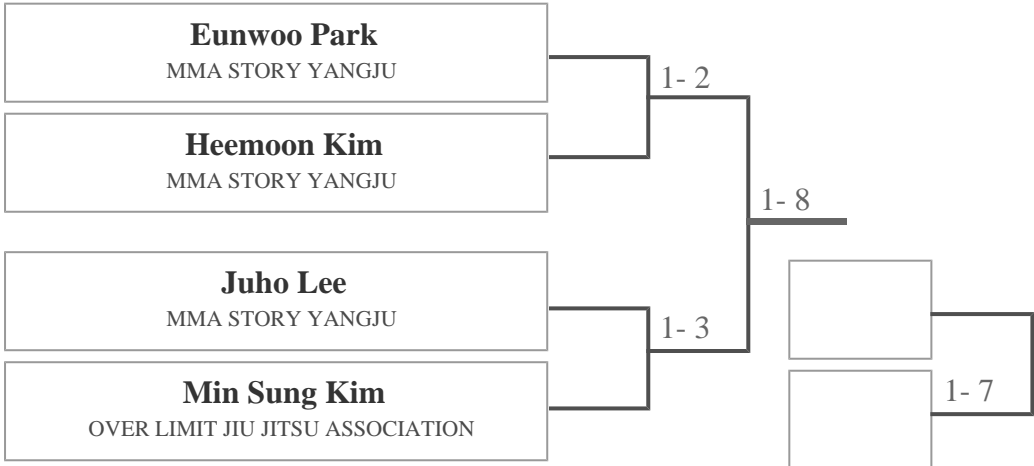 Eunwoo Park
MMA STORY YANGJU
1- 2
Heemoon Kim
MMA STORY YANGJU
1- 8
Juho Lee
MMA STORY YANGJU
1- 3
Min Sung Kim
OVER LIMIT JIU JITSU ASSOCIATION
1- 7